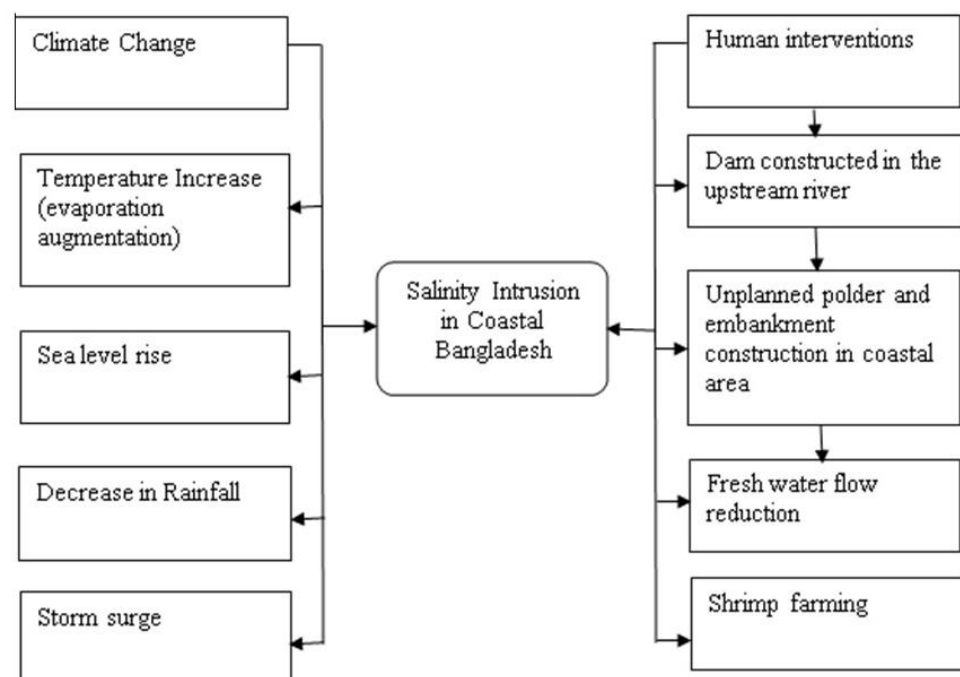 Climate Change
Temperature Increase
(evaporation
augmentation)
Sea level rise
Decrease in Rainfall
Storm surge
Salinity Intrusion
in Coastal
Bangladesh
Human interventions
Dam constructed in the
upstream river
Unplanned polder and
embankment
construction in coastal
area
Fresh water flow
reduction
Shrimp farming